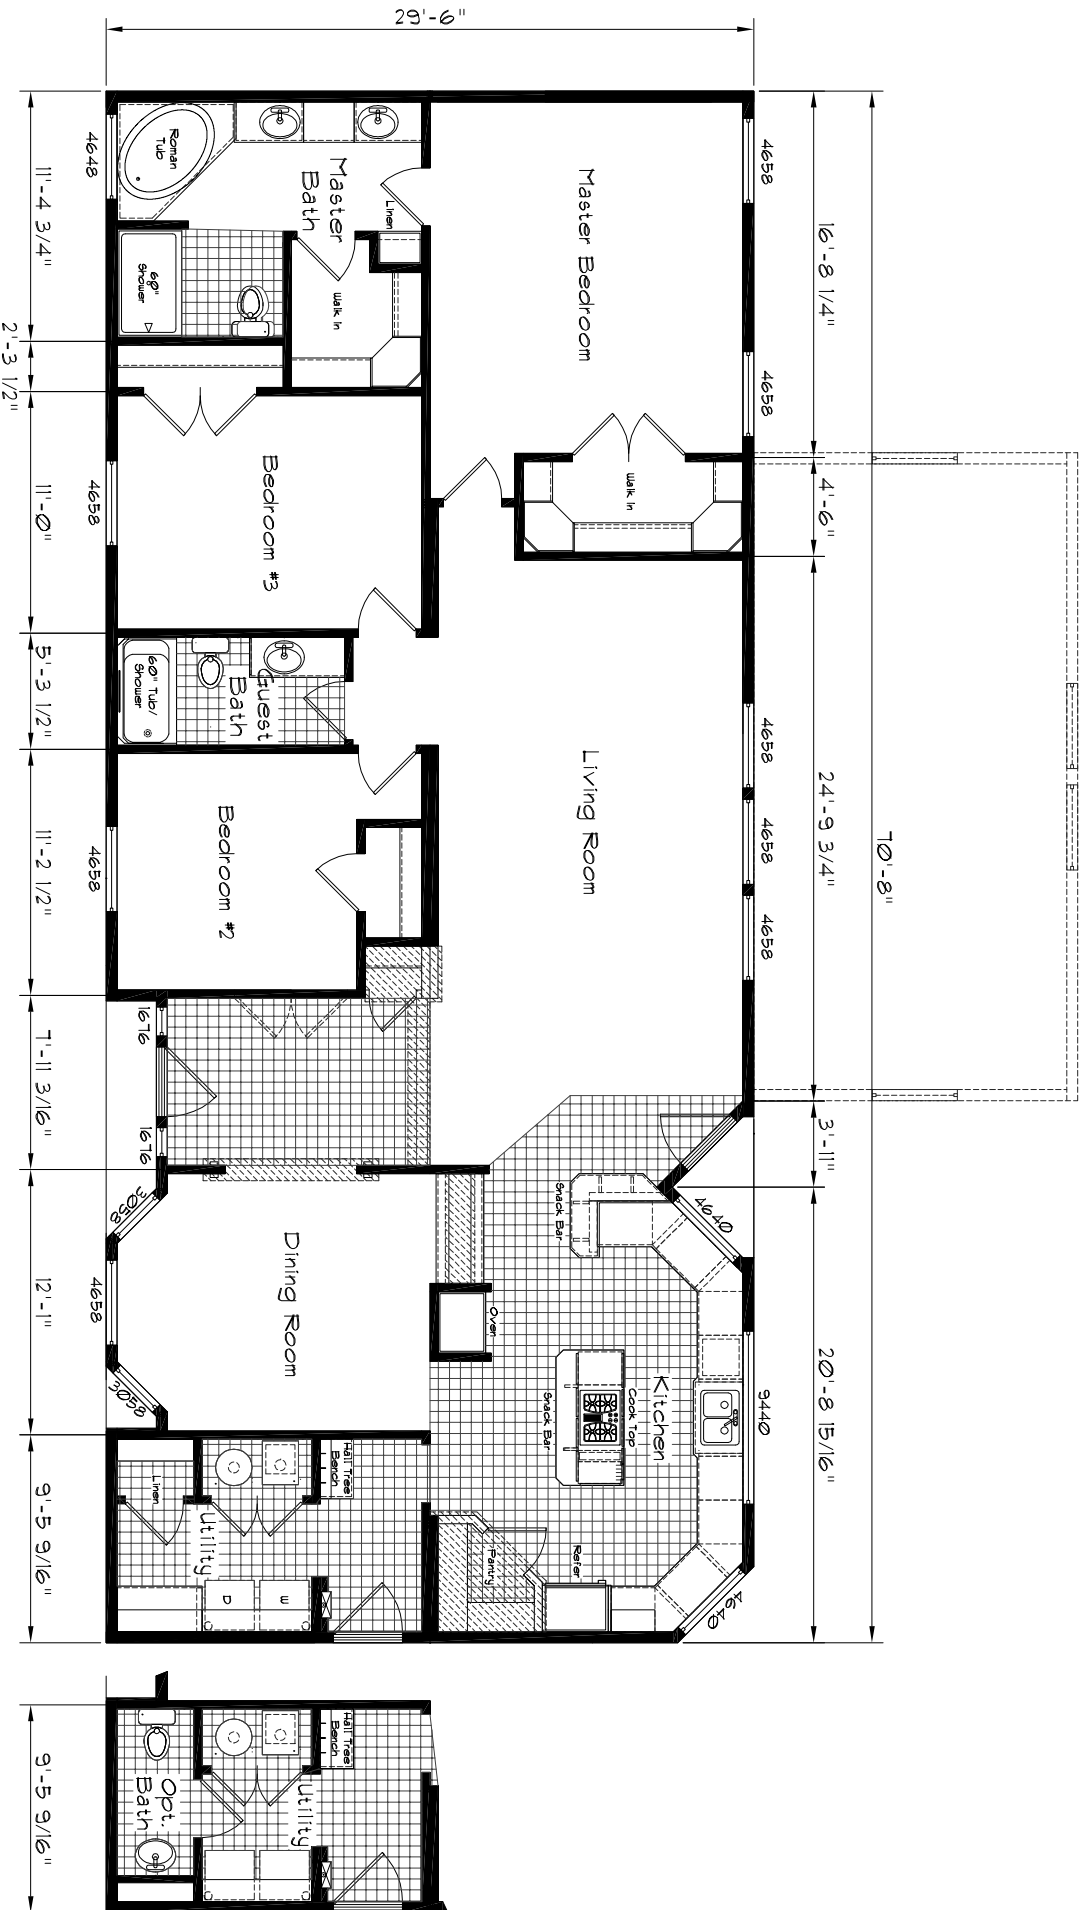 29'-6"
4648
11'-4 3/4"
2'-3 1/2"
11'-0"
4658
5'-3 1/2"
11'-2 1/2"
4658
7'-11 3/16"
1676
1676
12'-1"
3058
4658
3058
9'-5 9/16"
9'-5 9/16"
4658
16'-8 1/4"
4658
4'-6"
70'-8"
24'-9 3/4"
4658
4658
4658
3'-11"
4640
20'-8 15/16"
9440
4640
Roman
Tub
Master
Bath
Linen
60"
Shower
Walk In
Master Bedroom
Walk In
Bedroom #3
60" Tub/
Shower
Guest
Bath
Living Room
Bedroom #2
Dining Room
Snack Bar
Oven
Kitchen
Cook Top
Snack Bar
Refer
Pantry
Hall Tree
Bench
Linen
Utility
D
W
Hall Tree
Bench
Utility
Opt.
Bath